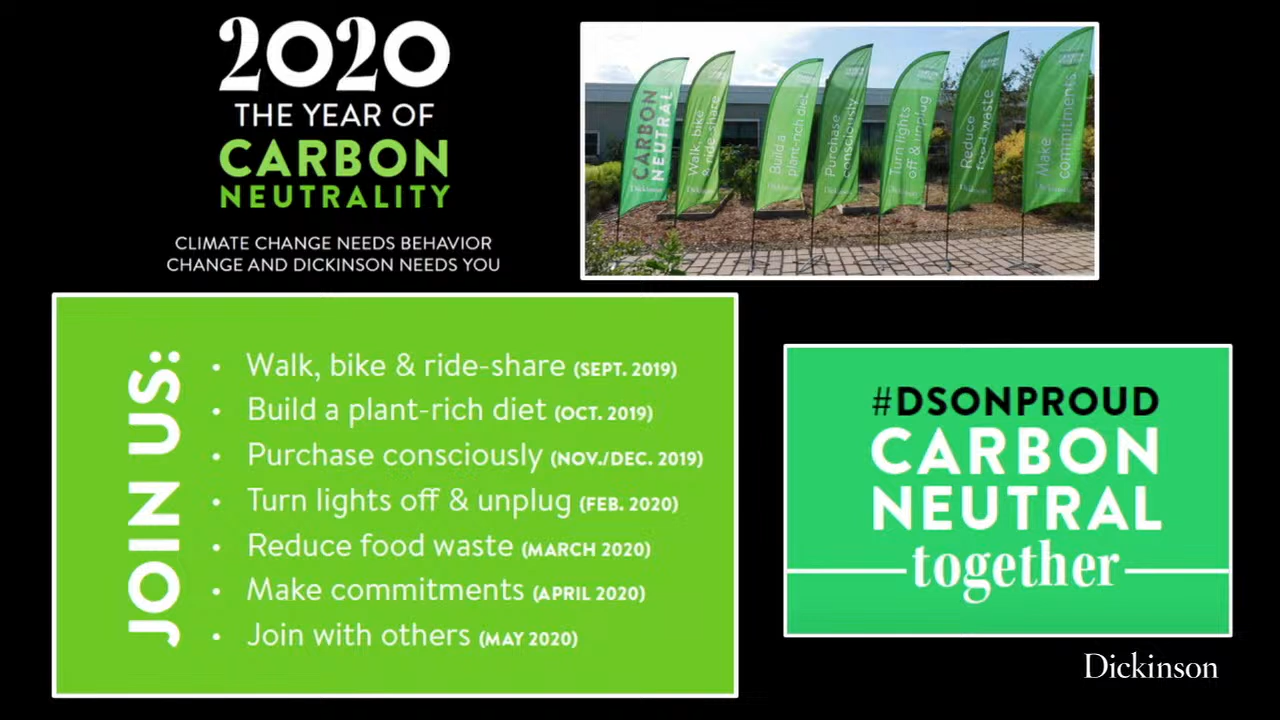 2020
THE YEAR OF
CARBON
NEUTRALITY
CLIMATE CHANGE NEEDS BEHAVIOR
CHANGE AND DICKINSON NEEDS YOU
CARBON
NEUTRAL
Dickinson
Walk, bike
& ride-share
Build a
plant-rich diet
Purchase
consciously
Turn lights
off & unplug
Reduce
food waste
Make
commitments
JOIN US:
• Walk, bike & ride-share (SEPT. 2019)
• Build a plant-rich diet (OCT. 2019)
• Purchase consciously (NOV./DEC. 2019)
• Turn lights off & unplug (FEB. 2020)
• Reduce food waste (MARCH 2020)
• Make commitments (APRIL 2020)
• Join with others (MAY 2020)
#DSONPROUD
CARBON
NEUTRAL
together
Dickinson